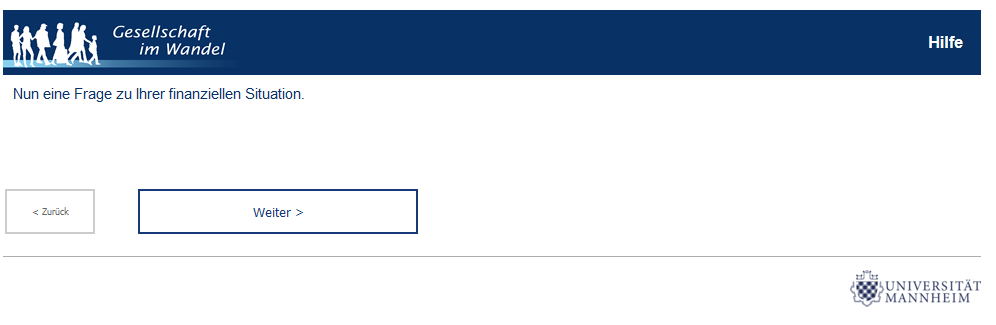 Gesellschaft
im Wandel
Hilfe
Nun eine Frage zu Ihrer finanziellen Situation.
< Zurück
Weiter >
UNIVERSITÄT
MANNHEIM